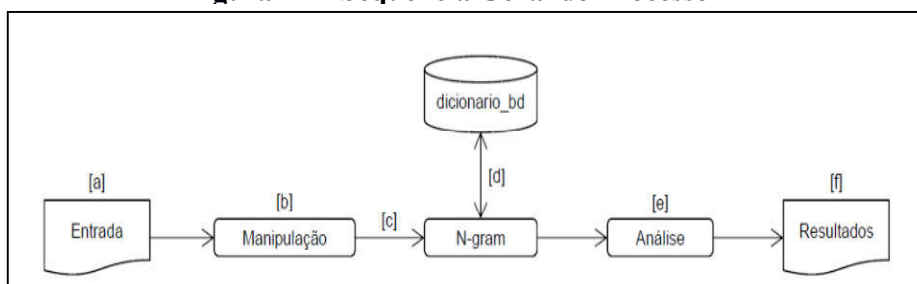 dicionario_bd
[a]
[d]
[f]
[b]
[e]
[c]
Entrada
Manipulação
N-gram
Análise
Resultados